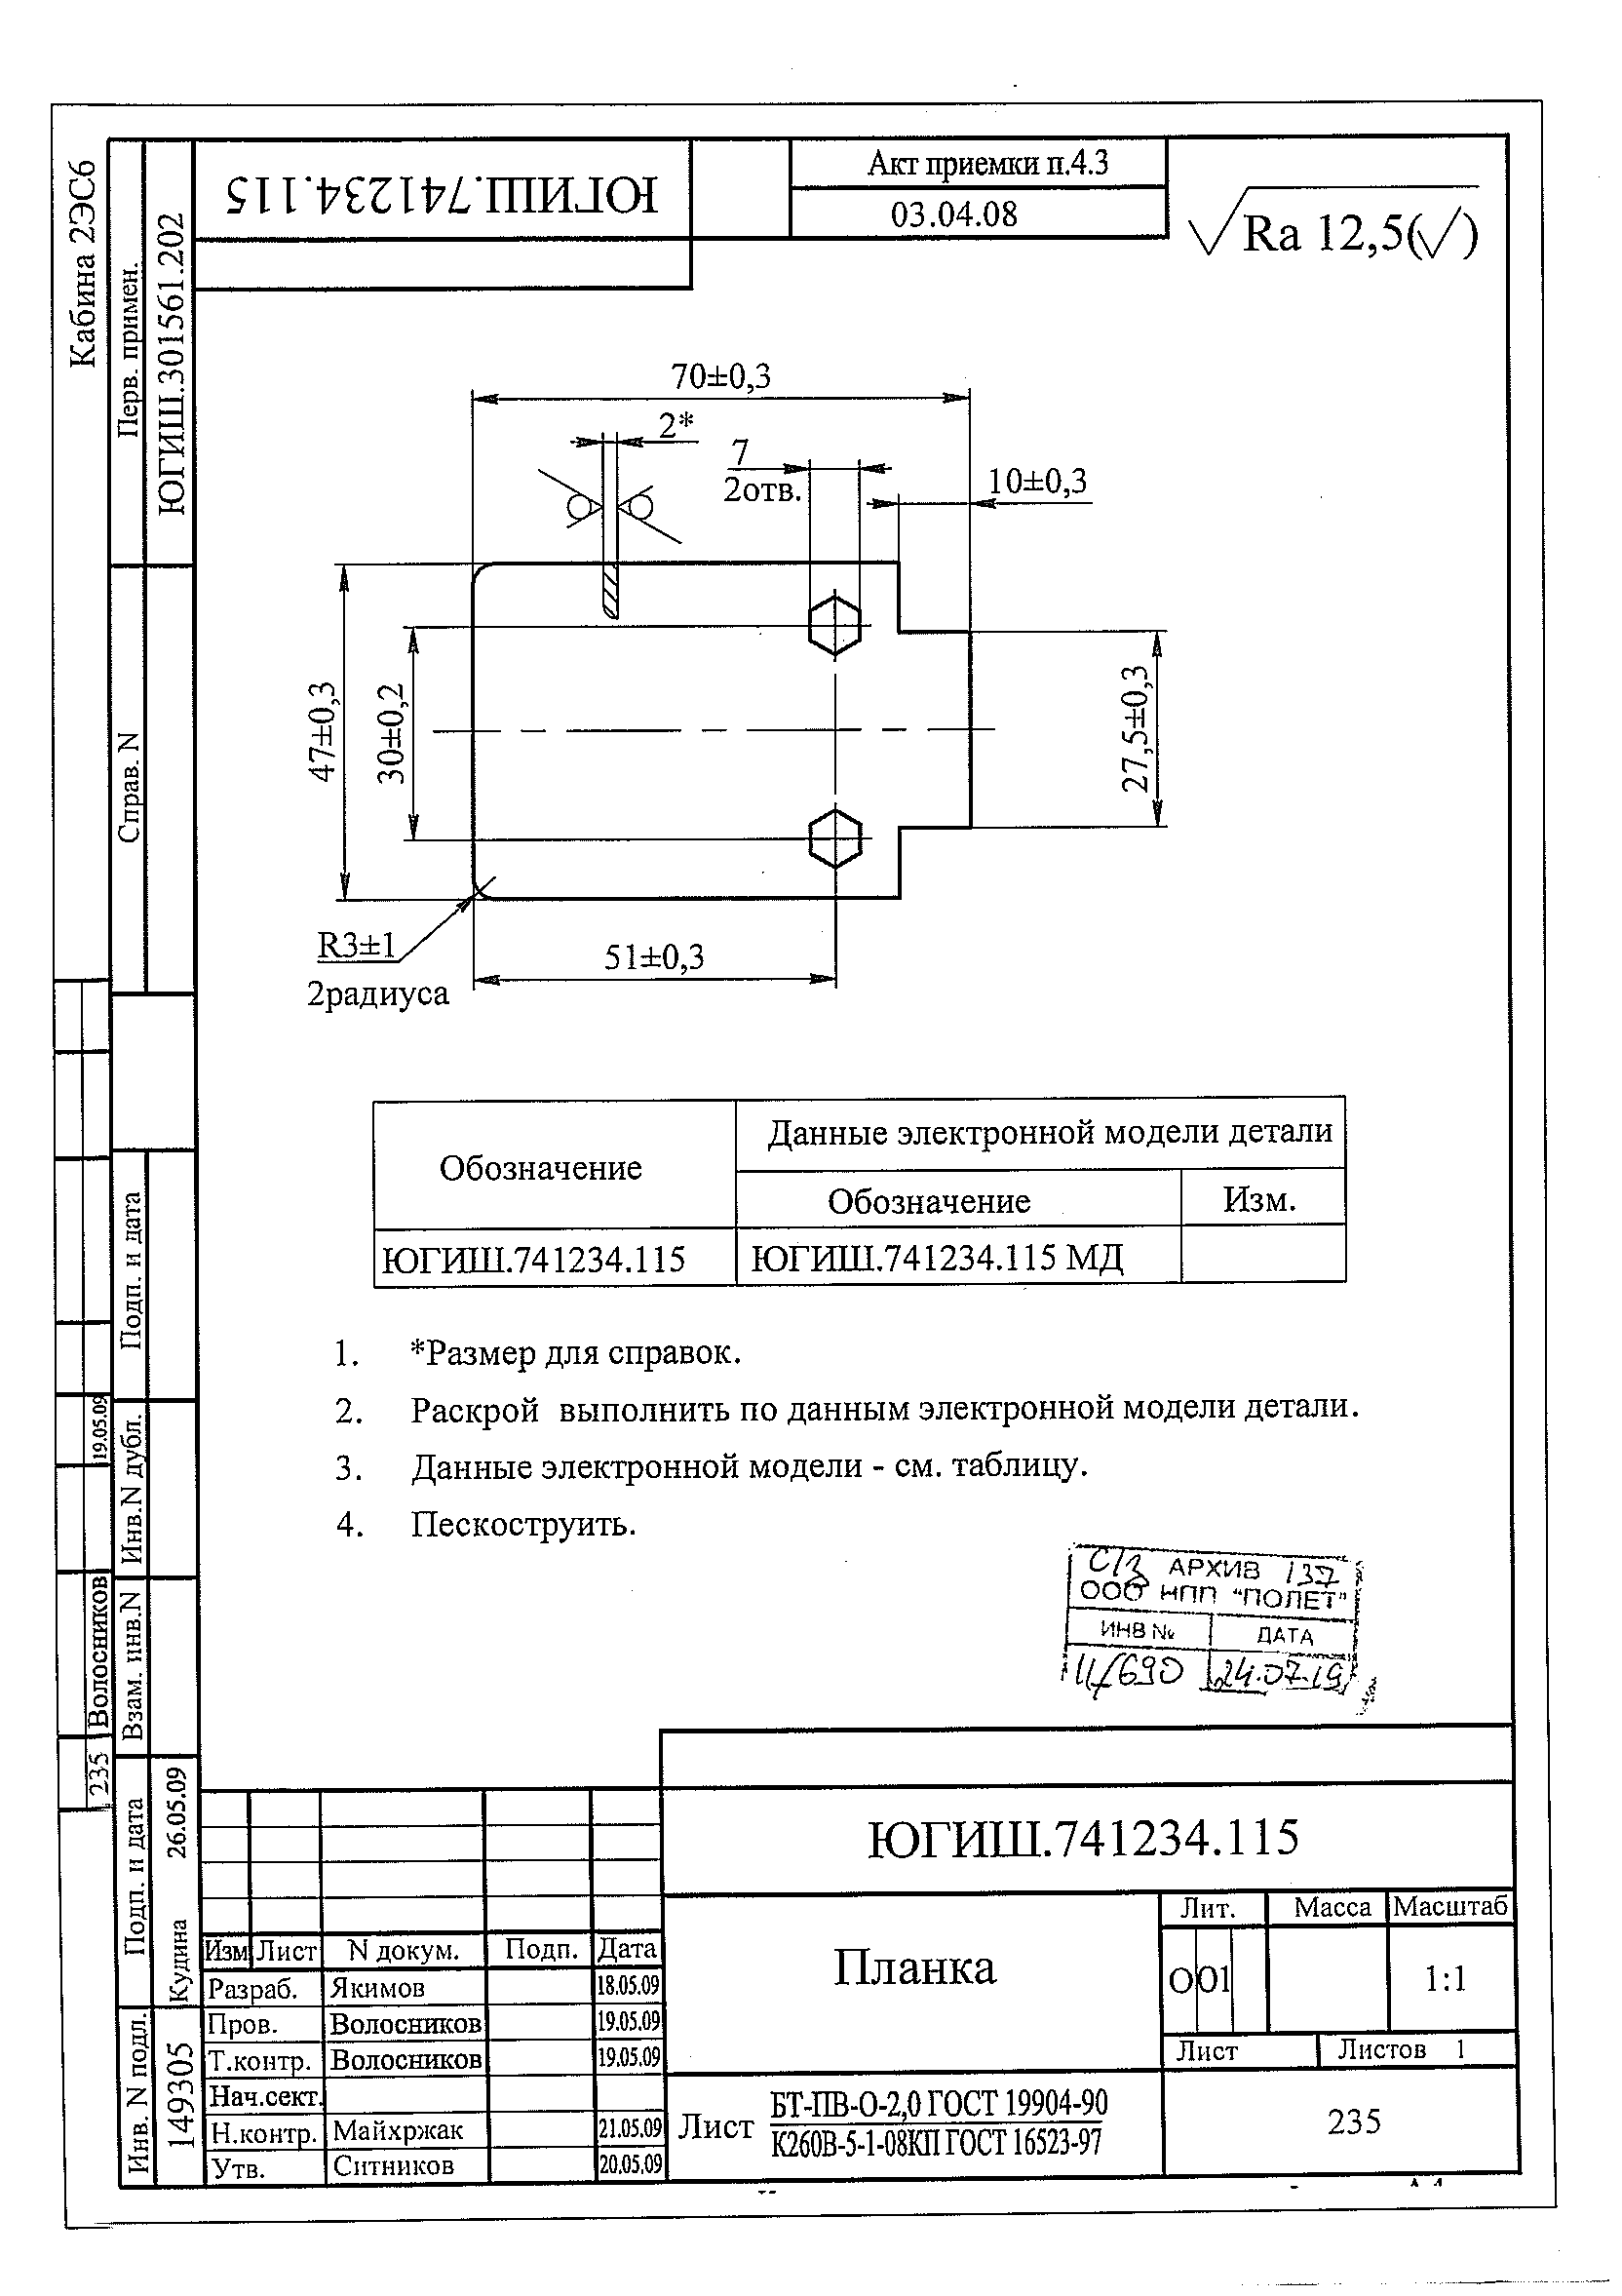 Кабина 2ЭС6
Перв. примен.
ЮГИШ.301561.202
Справ. N
ЮГИШ.741234.115
Акт приемки п.4.3
03.04.08
Ra 12,5(√)
70±0,3
2*
7
2отв.
10±0,3
47±0,3
30±0,2
27,5±0,3
R3±1
2радиуса
51±0,3
Обозначение
Данные электронной модели детали
Обозначение
Изм.
ЮГИШ.741234.115
ЮГИШ.741234.115 МД
1. *Размер для справок.
2. Раскрой выполнить по данным электронной модели детали.
3. Данные электронной модели - см. таблицу.
4. Пескоструить.
АРХИВ 137
ООО НПП "ПОЛЕТ"
ИНВ № ДАТА
11/690 24.07.19
Подп. и дата
Инв.N дубл.
Взам. инв.N
Подп. и дата
Инв. N подл.
19.05.09
Волосников
235
26.05.09
Кудина
149305
ЮГИШ.741234.115
Изм Лист N докум. Подп. Дата
Разраб. Якимов 18.05.09
Пров. Волосников 19.05.09
Т.контр. Волосников 19.05.09
Нач.сект.
Н.контр. Майхржак 21.05.09
Утв. Ситников 20.05.09
Планка
Лит. Масса Масштаб
О О1 1:1
Лист Листов 1
Лист
БТ-ПВ-О-2,0 ГОСТ 19904-90
К260В-5-1-08КП ГОСТ 16523-97
235